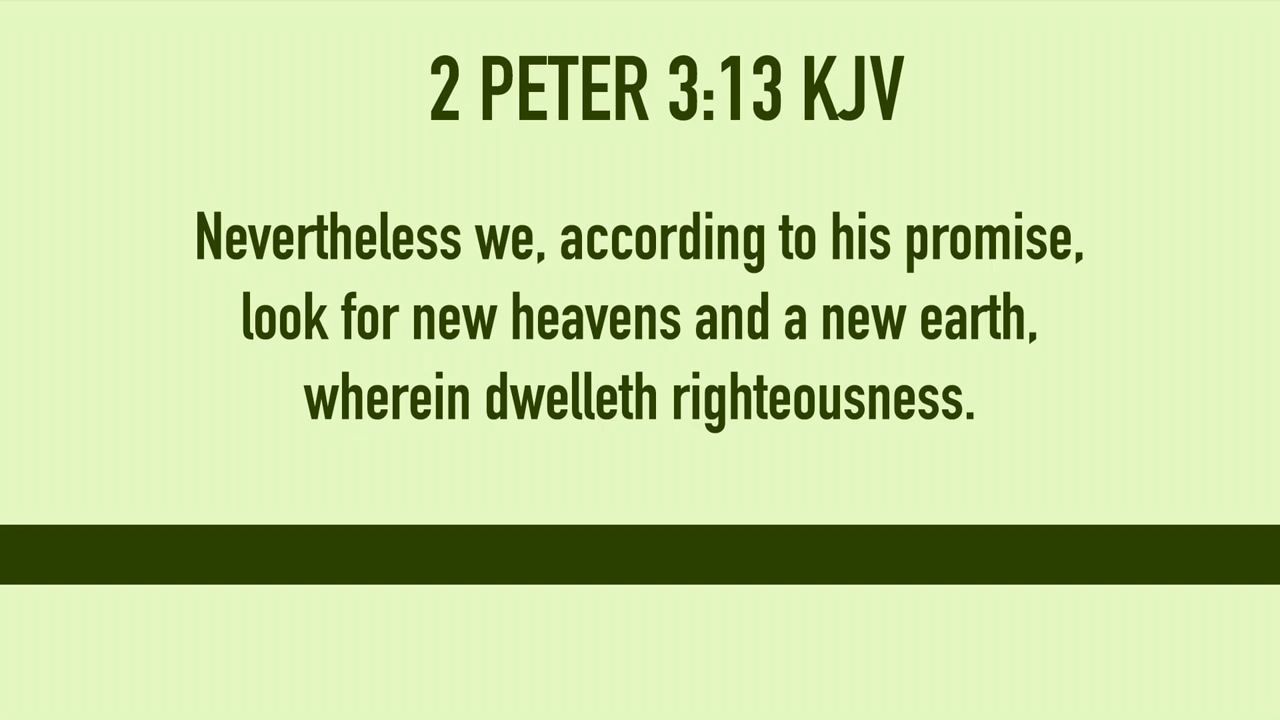 2 PETER 3:13 KJV
Nevertheless we, according to his promise,
look for new heavens and a new earth,
wherein dwelleth righteousness.